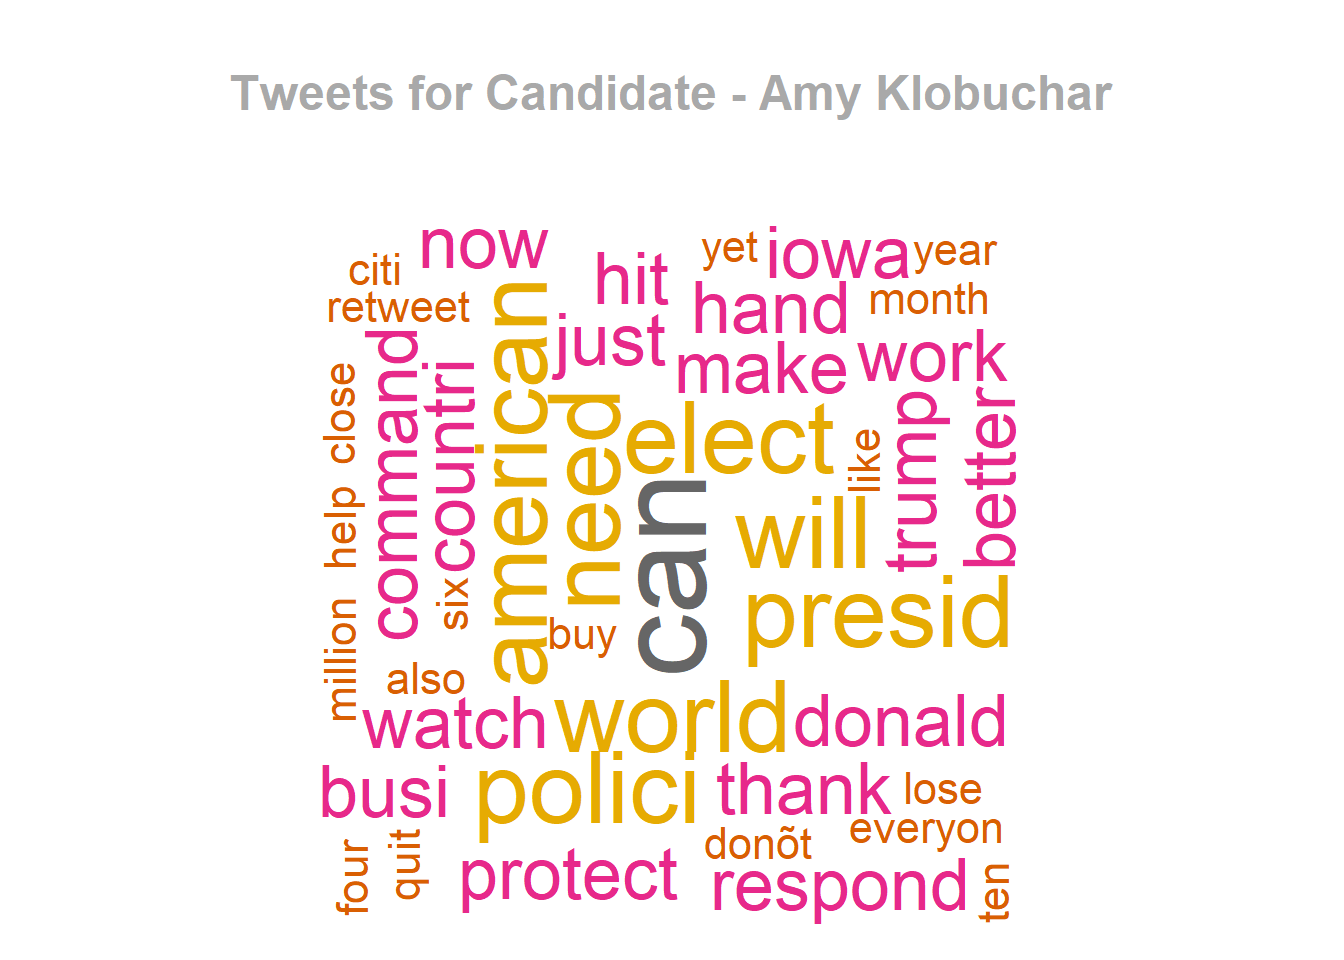 Tweets for Candidate - Amy Klobuchar
now
yet
iowa
year
citi
hit
retweet
hand
month
just
make
work
close
command
countri
american
need
elect
like
trump
better
help
can
will
million
six
buy
presid
also
watch
world
donald
busi
polici
thank
lose
four
quit
protect
donõt
everyon
respond
ten